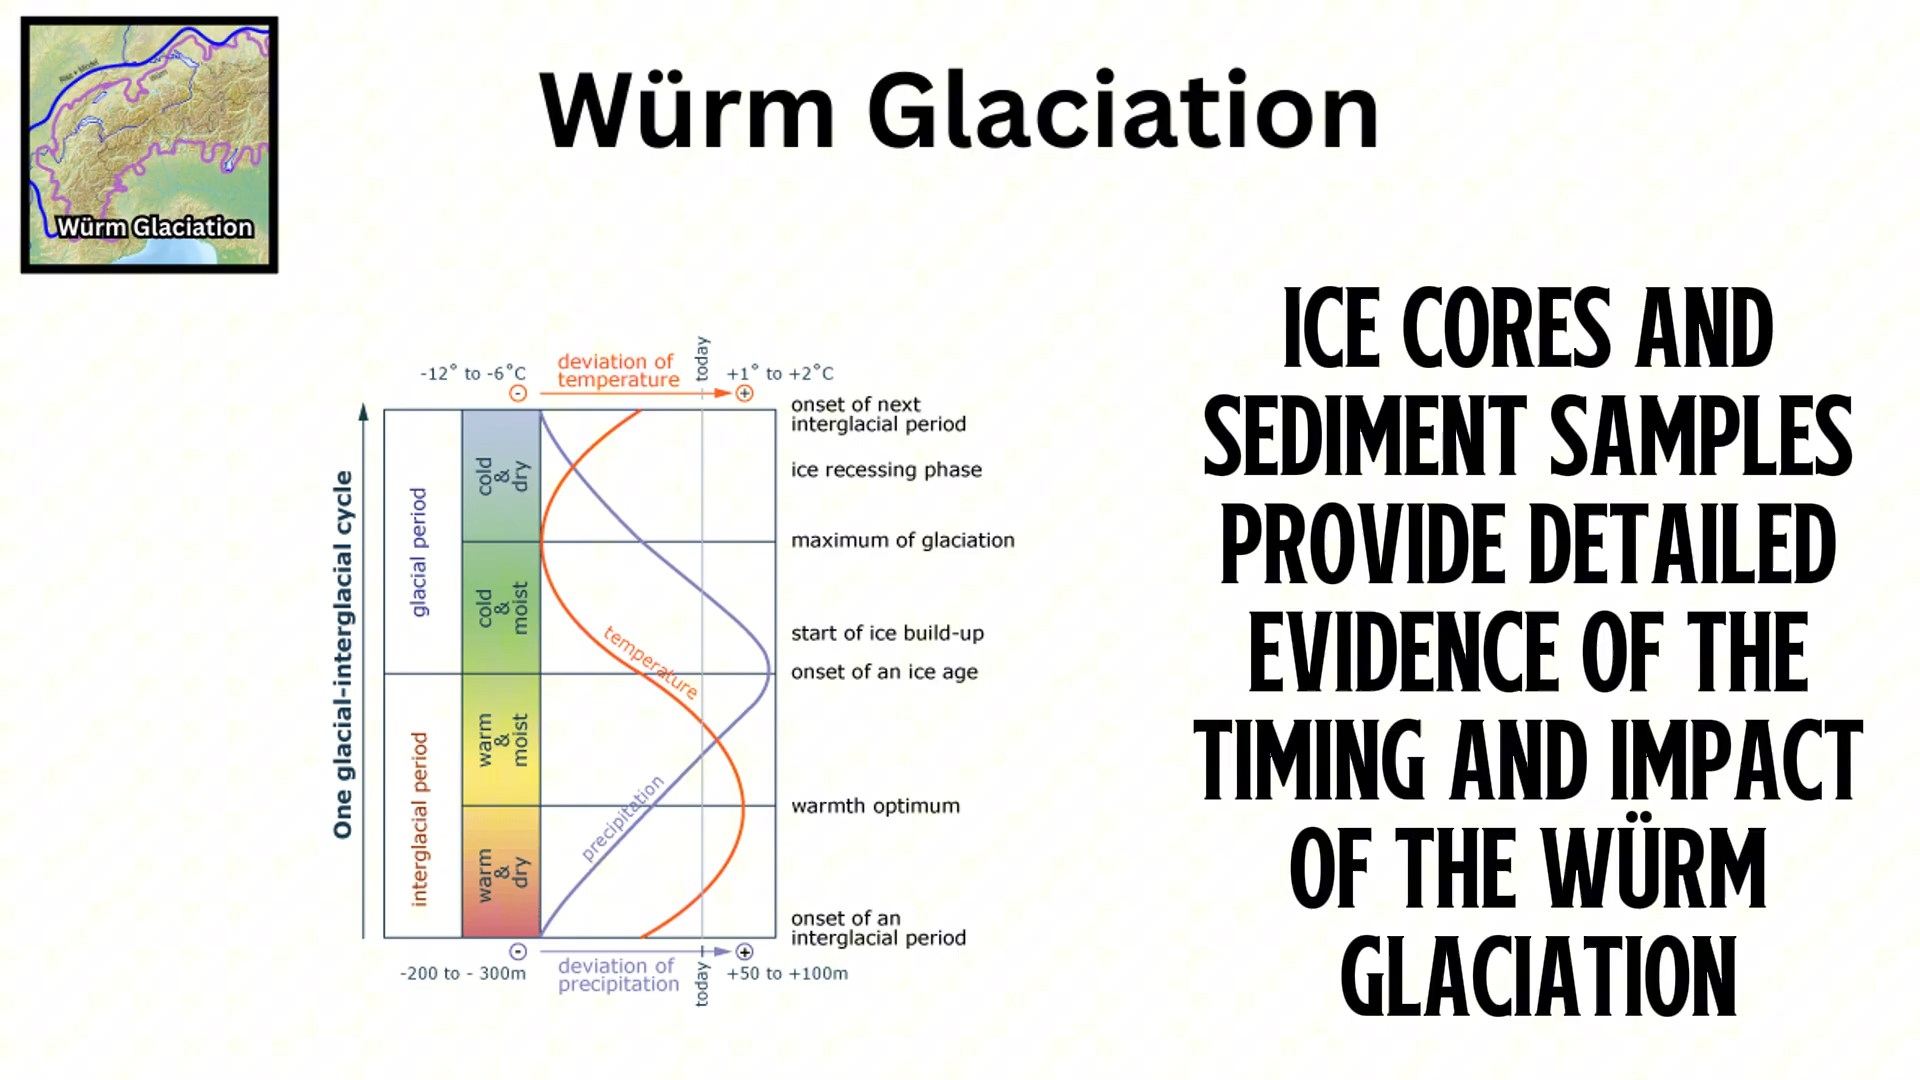 Würm Glaciation
Riss + Mindel
Würm
Würm Glaciation
-12° to -6°C
deviation of
temperature
today
+1° to +2°C
-
+
One glacial-interglacial cycle
glacial period
interglacial period
cold
&
dry
cold
&
moist
warm
&
moist
warm
&
dry
temperature
precipitation
onset of next
interglacial period
ice recessing phase
maximum of glaciation
start of ice build-up
onset of an ice age
warmth optimum
onset of an
interglacial period
-
+
-200 to - 300m
deviation of
precipitation
today
+50 to +100m
ICE CORES AND
SEDIMENT SAMPLES
PROVIDE DETAILED
EVIDENCE OF THE
TIMING AND IMPACT
OF THE WÜRM
GLACIATION